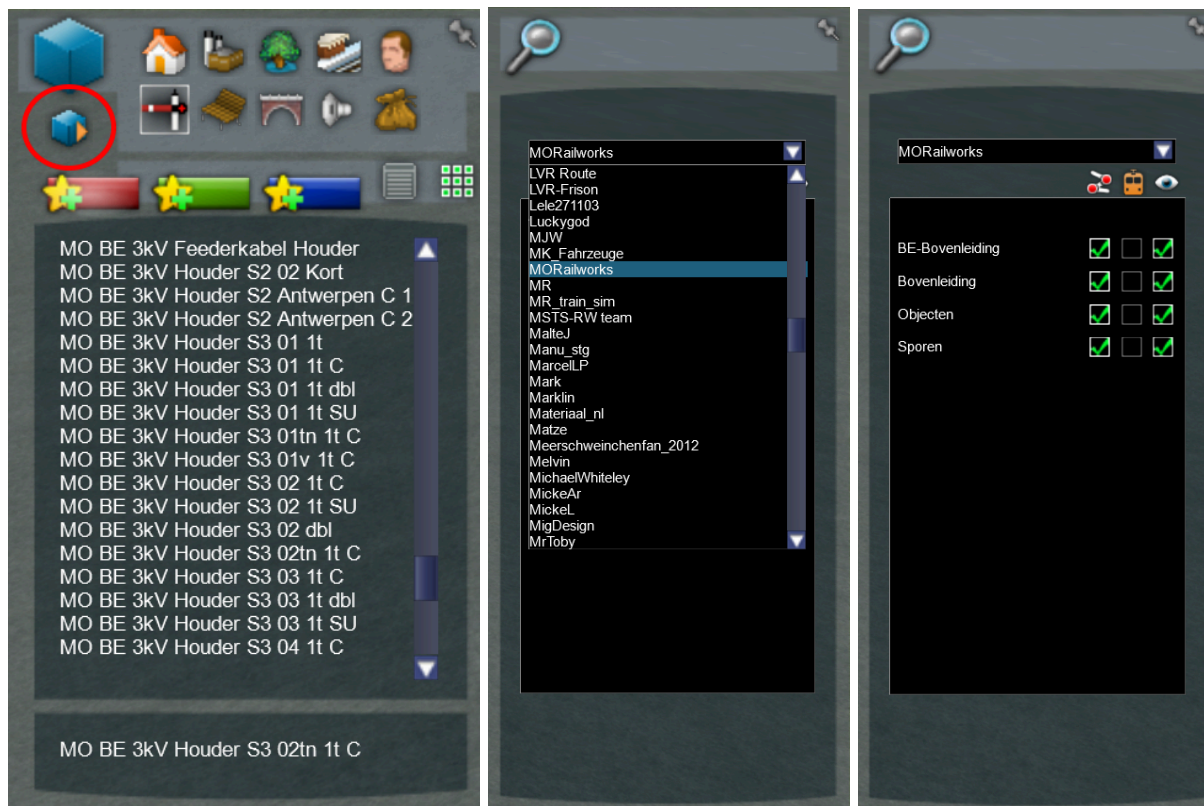 MO BE 3kV Feederkabel Houder
MO BE 3kV Houder S2 02 Kort
MO BE 3kV Houder S2 Antwerpen C 1
MO BE 3kV Houder S2 Antwerpen C 2
MO BE 3kV Houder S3 01 1t
MO BE 3kV Houder S3 01 1t C
MO BE 3kV Houder S3 01 1t dbl
MO BE 3kV Houder S3 01 1t SU
MO BE 3kV Houder S3 01tn 1t C
MO BE 3kV Houder S3 01v 1t C
MO BE 3kV Houder S3 02 1t C
MO BE 3kV Houder S3 02 1t SU
MO BE 3kV Houder S3 02 dbl
MO BE 3kV Houder S3 02tn 1t C
MO BE 3kV Houder S3 03 1t C
MO BE 3kV Houder S3 03 1t dbl
MO BE 3kV Houder S3 03 1t SU
MO BE 3kV Houder S3 04 1t C
MO BE 3kV Houder S3 02tn 1t C
MORailworks
LVR Route
LVR-Frison
Lele271103
Luckygod
MJW
MK_Fahrzeuge
MORailworks
MR
MR_train_sim
MSTS-RW team
MalteJ
Manu_stg
MarcelLP
Mark
Marklin
Materiaal_nl
Matze
Meerschweinchenfan_2012
Melvin
MichaelWhiteley
MickeAr
MickeL
MigDesign
MrToby
MORailworks
BE-Bovenleiding
Bovenleiding
Objecten
Sporen